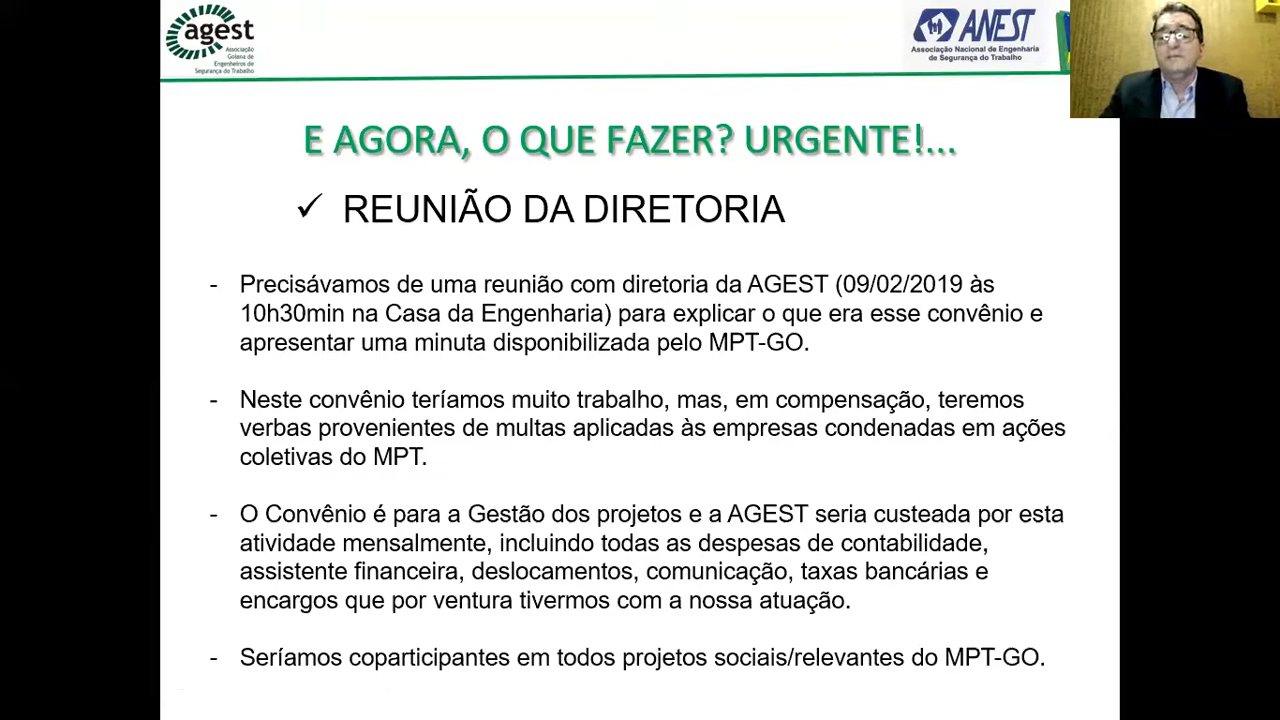 agest
Associação
Goiana de
Engenheiros de
Segurança do Trabalho
ANEST
Associação Nacional de Engenharia
de Segurança do Trabalho
E AGORA, O QUE FAZER? URGENTE!...
✓ REUNIÃO DA DIRETORIA
- Precisávamos de uma reunião com diretoria da AGEST (09/02/2019 às
10h30min na Casa da Engenharia) para explicar o que era esse convênio e
apresentar uma minuta disponibilizada pelo MPT-GO.
- Neste convênio teríamos muito trabalho, mas, em compensação, teremos
verbas provenientes de multas aplicadas às empresas condenadas em ações
coletivas do MPT.
- O Convênio é para a Gestão dos projetos e a AGEST seria custeada por esta
atividade mensalmente, incluindo todas as despesas de contabilidade,
assistente financeira, deslocamentos, comunicação, taxas bancárias e
encargos que por ventura tivermos com a nossa atuação.
- Seríamos coparticipantes em todos projetos sociais/relevantes do MPT-GO.